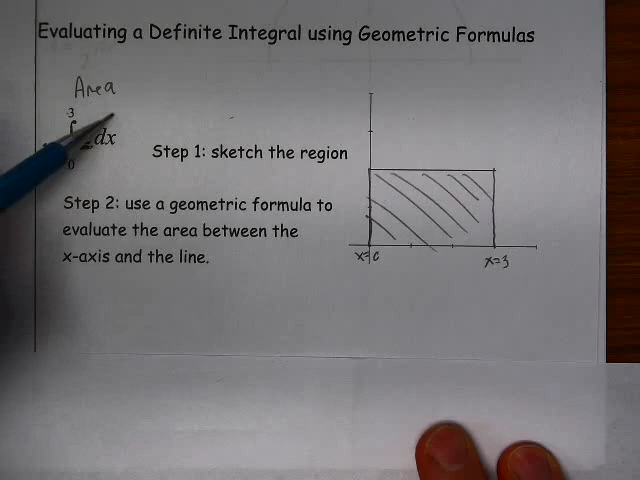 Evaluating a Definite Integral using Geometric Formulas
Area
3
∫ 2dx
0
Step 1: sketch the region
Step 2: use a geometric formula to
evaluate the area between the
x-axis and the line.
x=0
x=3